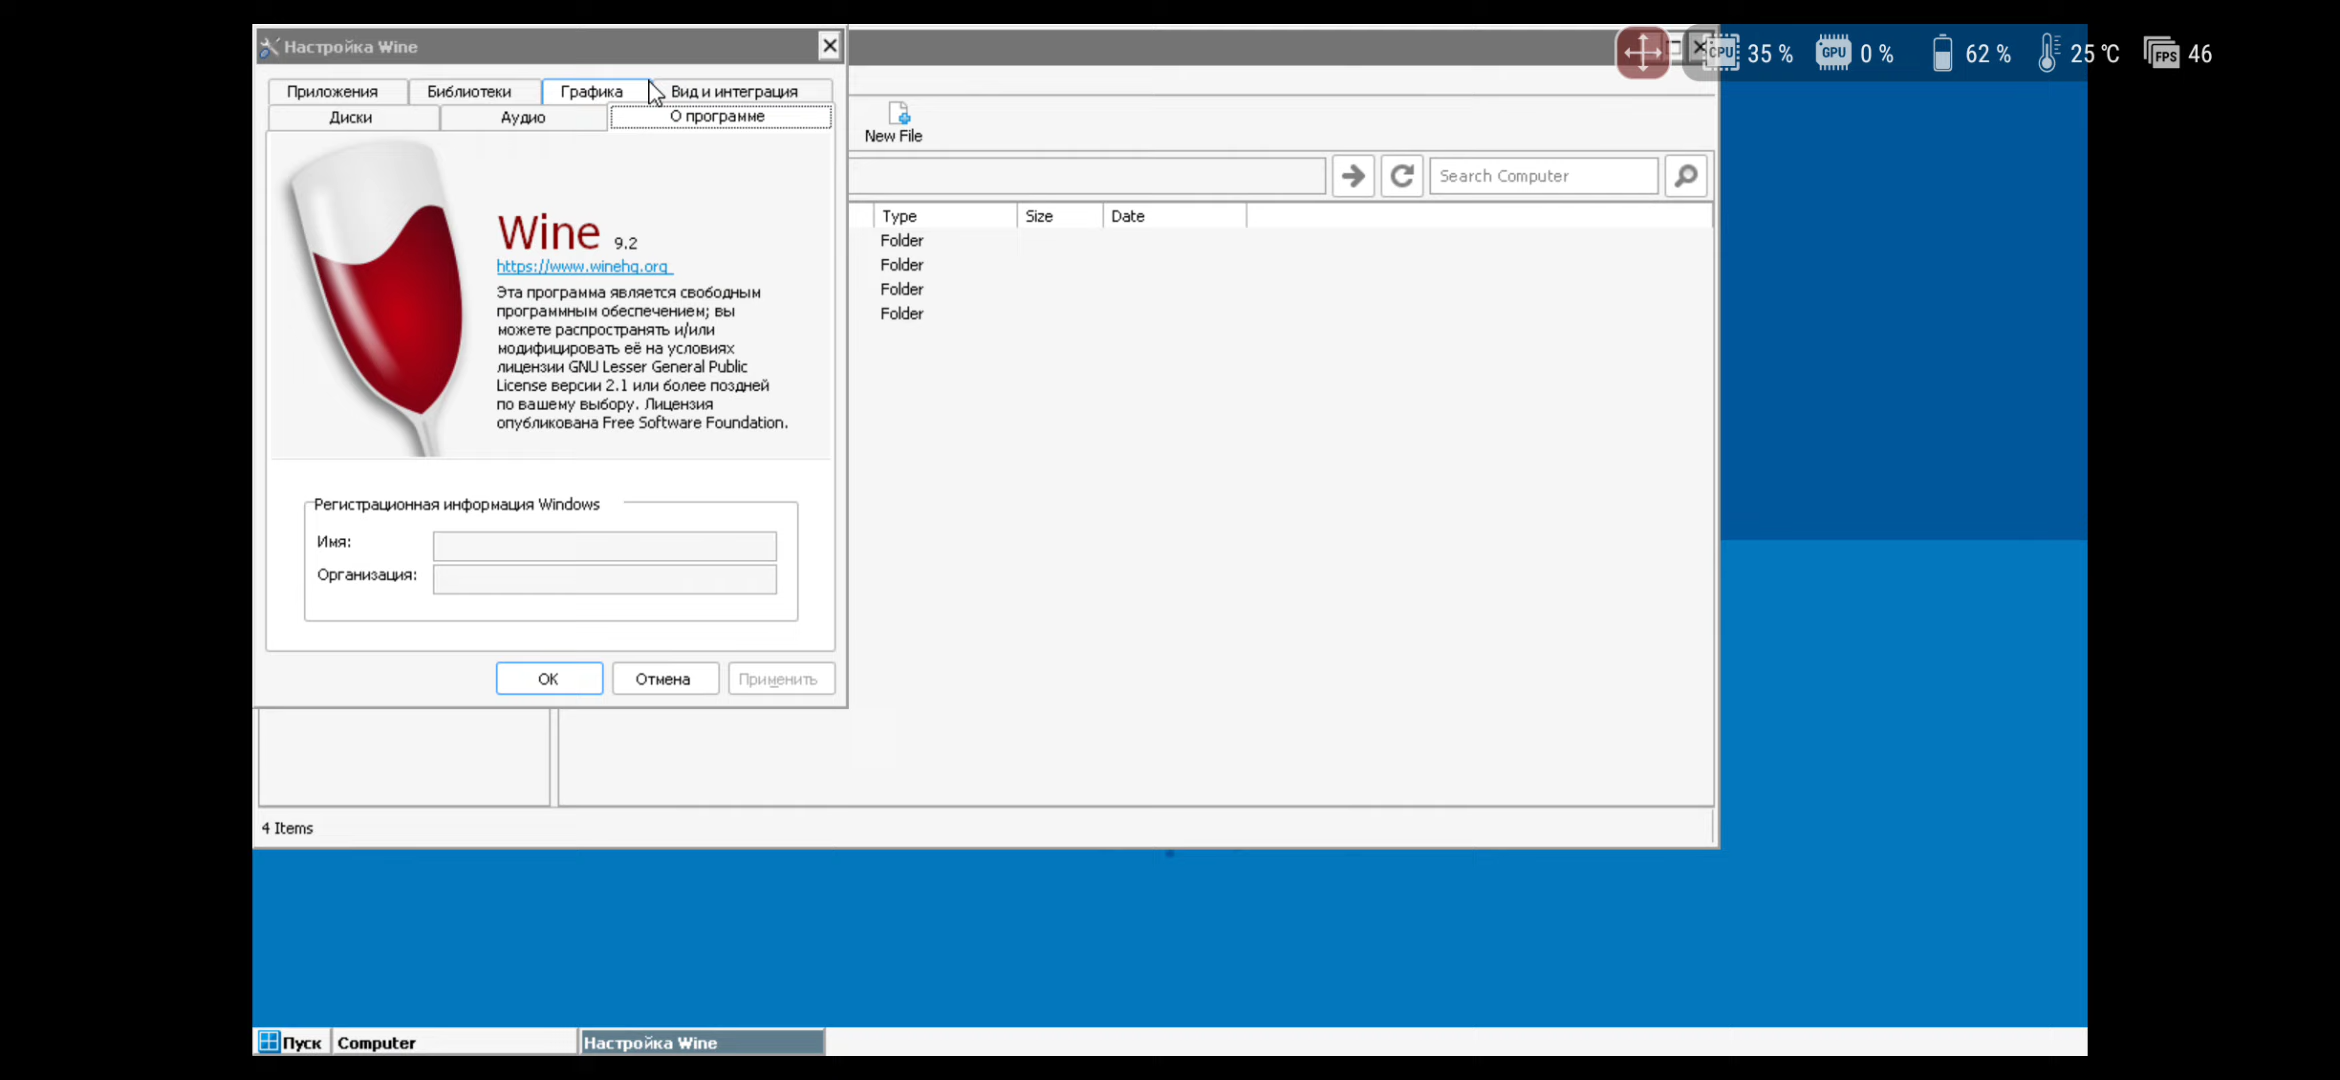 Настройка Wine
CPU 35 % GPU 0 % 62 % 25 ℃ FPS 46
Приложения Библиотеки Графика Вид и интеграция
Диски Аудио О программе
New File
Search Computer
Type Size Date
Folder
Folder
Folder
Folder
Wine 9.2
https://www.winehq.org
Эта программа является свободным
программным обеспечением; вы
можете распространять и/или
модифицировать её на условиях
лицензии GNU Lesser General Public
License версии 2.1 или более поздней
по вашему выбору. Лицензия
опубликована Free Software Foundation.
Регистрационная информация Windows
Имя:
Организация:
OK Отмена Применить
4 Items
Пуск Computer Настройка Wine